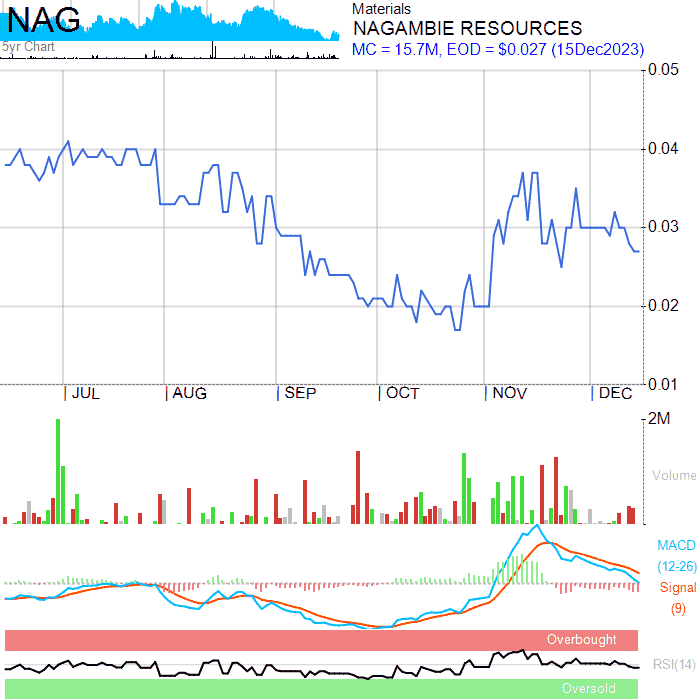 NAG
5yr Chart
Materials
NAGAMBIE RESOURCES
MC = 15.7M, EOD = $0.027 (15Dec2023)
0.05
0.04
0.03
0.02
0.01
JUL AUG SEP OCT NOV DEC
2M
Volume
MACD
(12-26)
Signal
(9)
Overbought
RSI(14)
Oversold